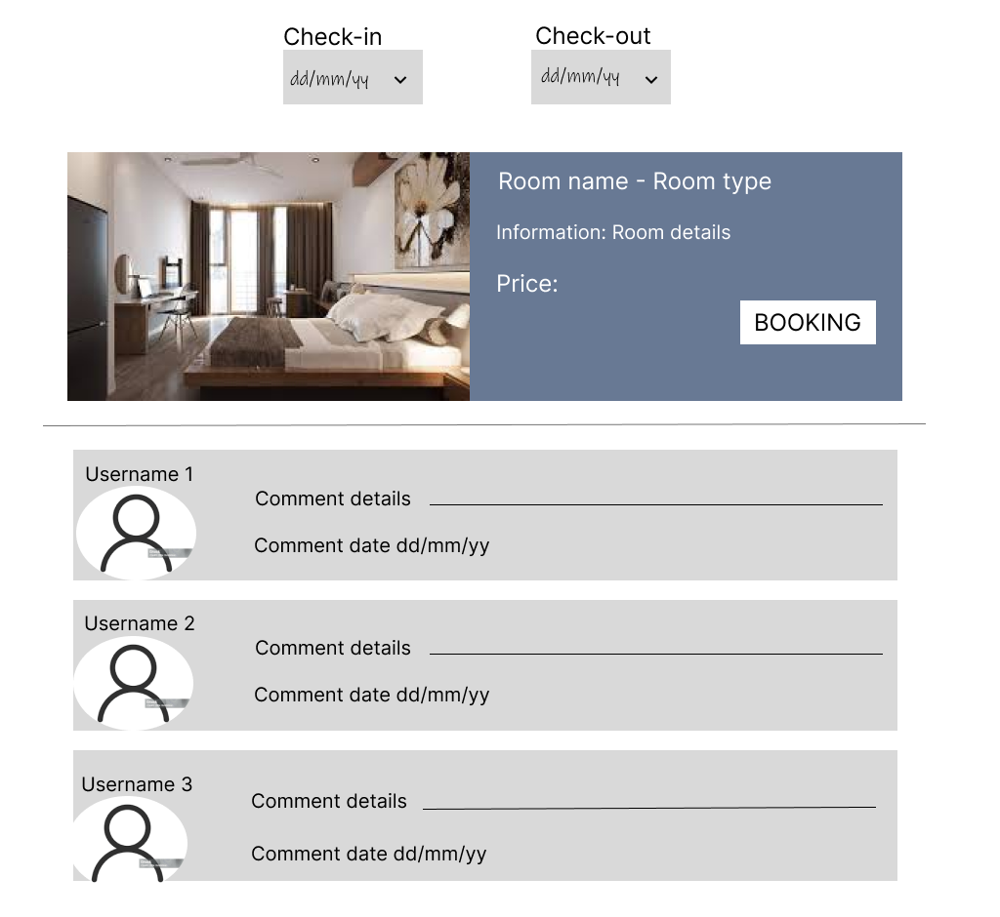 Check-in
Check-out
dd/mm/yy
dd/mm/yy
Room name - Room type
Information: Room details
Price:
BOOKING
Username 1
Comment details
Comment date dd/mm/yy
Username 2
Comment details
Comment date dd/mm/yy
Username 3
Comment details
Comment date dd/mm/yy